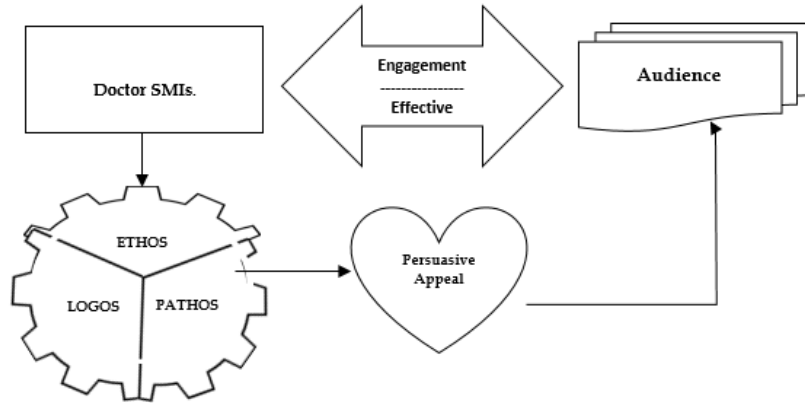 Doctor SMIs.
Engagement
----------------
Effective
Audience
ETHOS
LOGOS
PATHOS
Persuasive
Appeal